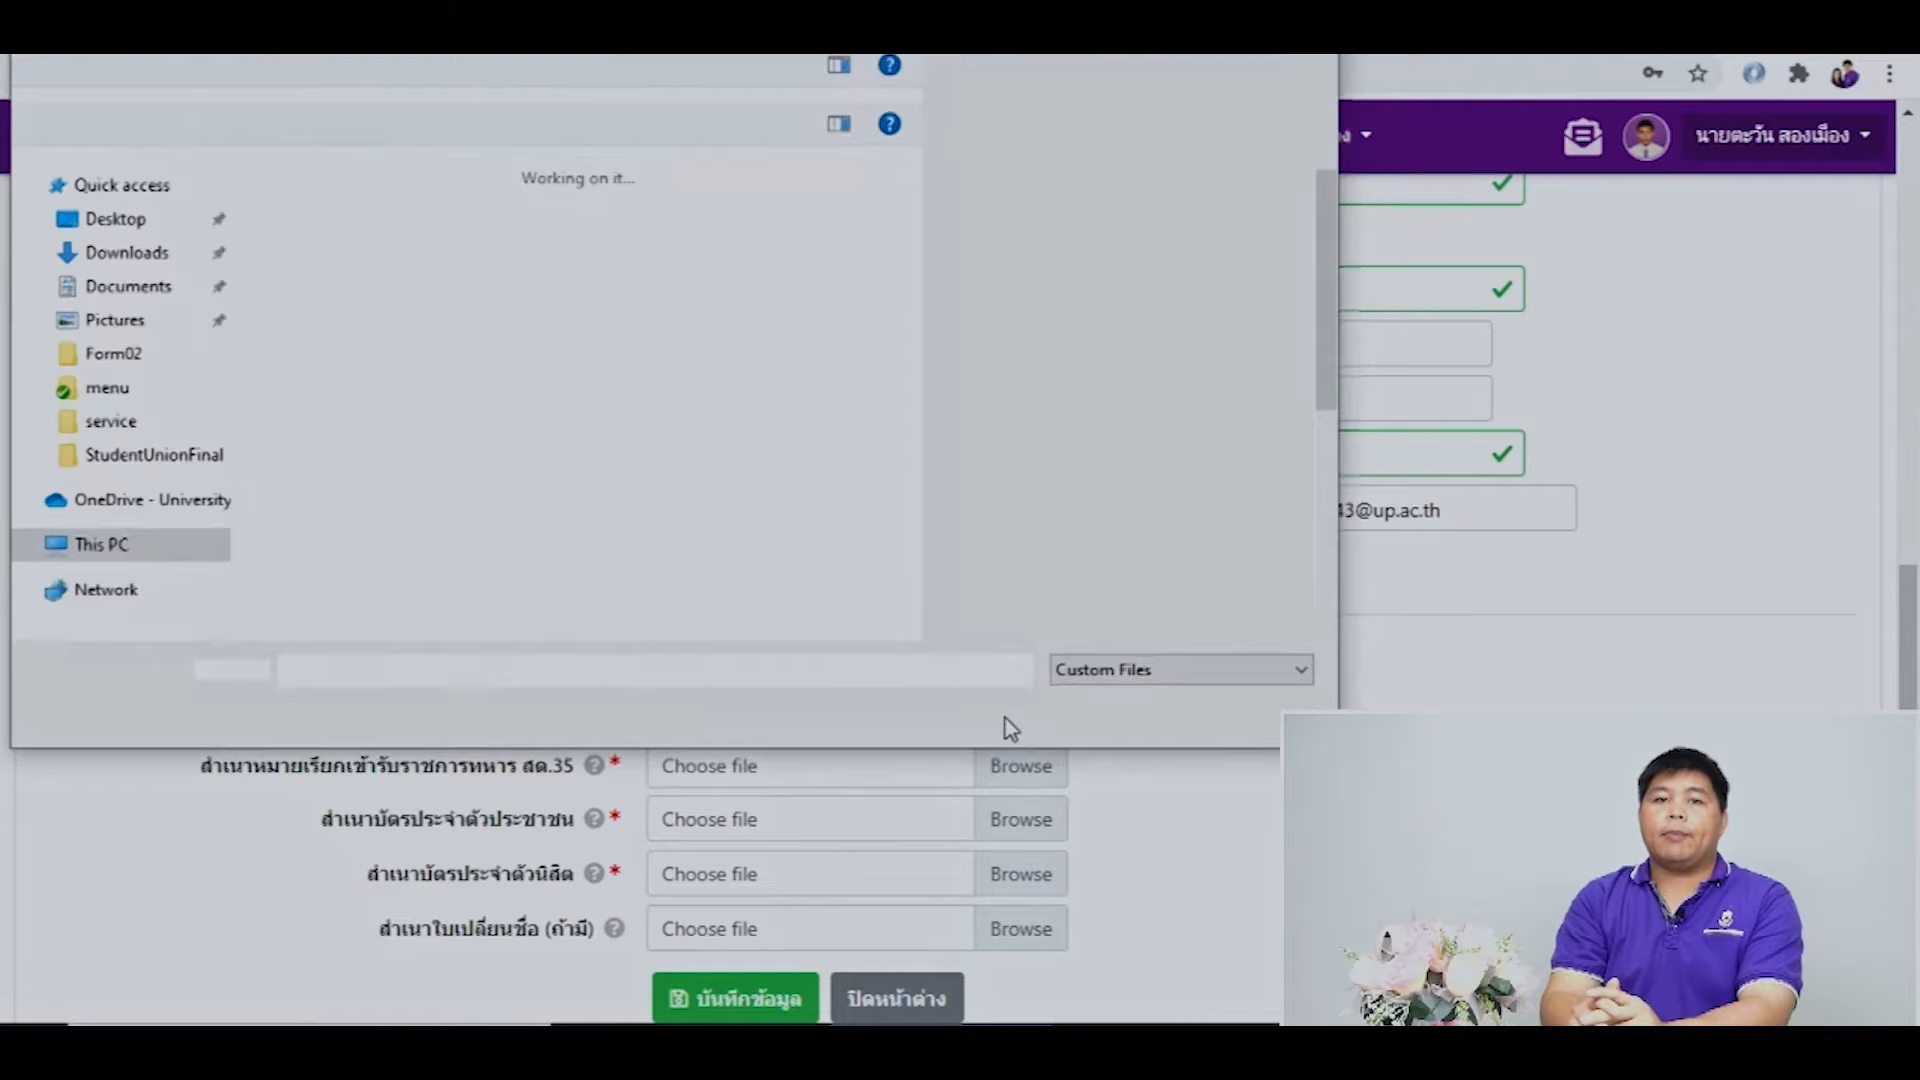 นายตะวัน สองเมือง
Working on it...
Quick access
Desktop
Downloads
Documents
Pictures
Form02
menu
service
StudentUnionFinal
OneDrive - University
This PC
Network
43@up.ac.th
Custom Files
สำเนาหมายเรียกเข้ารับราชการทหาร สด.35 ? * Choose file Browse
สำเนาบัตรประจำตัวประชาชน ? * Choose file Browse
สำเนาบัตรประจำตัวนิสิต ? * Choose file Browse
สำเนาใบเปลี่ยนชื่อ (ถ้ามี) ? Choose file Browse
บันทึกข้อมูล ปิดหน้าต่าง